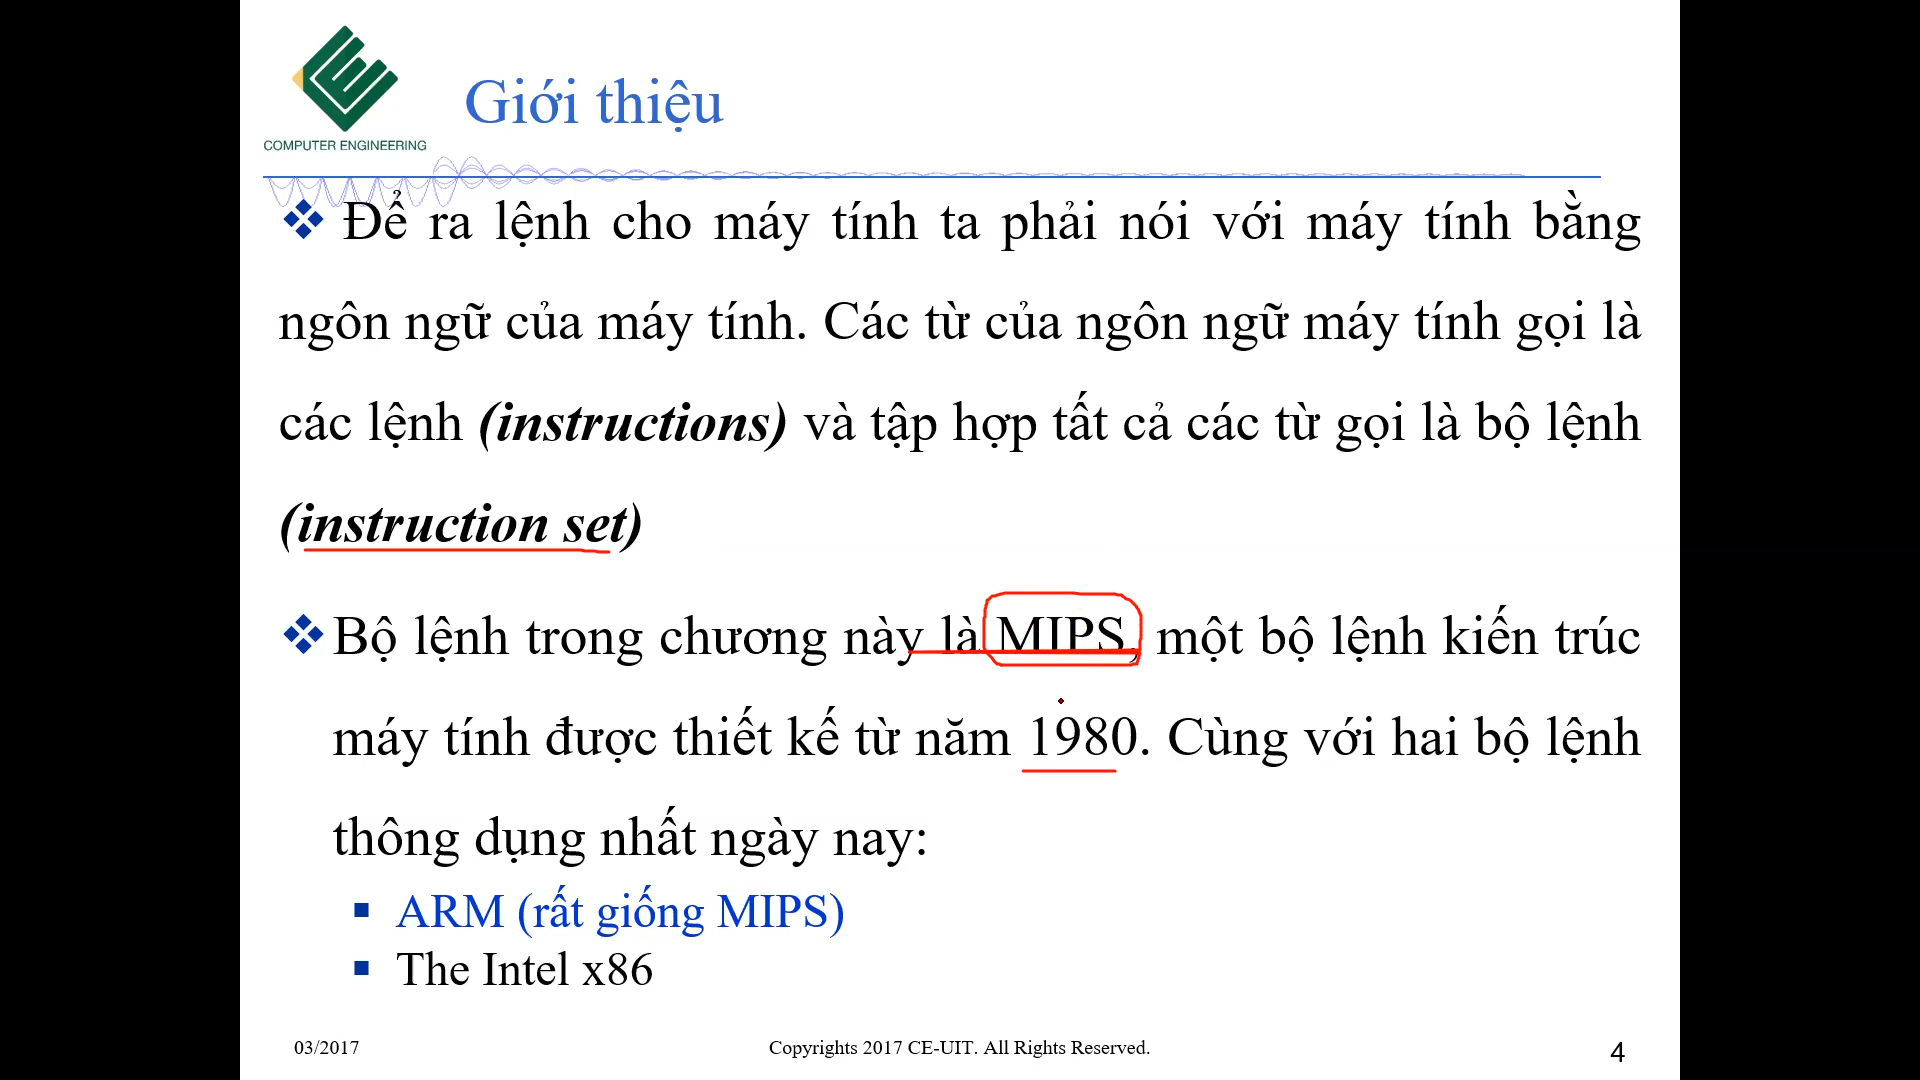 COMPUTER ENGINEERING
Giới thiệu
Để ra lệnh cho máy tính ta phải nói với máy tính bằng
ngôn ngữ của máy tính. Các từ của ngôn ngữ máy tính gọi là
các lệnh (instructions) và tập hợp tất cả các từ gọi là bộ lệnh
(instruction set)
Bộ lệnh trong chương này là MIPS, một bộ lệnh kiến trúc
máy tính được thiết kế từ năm 1980. Cùng với hai bộ lệnh
thông dụng nhất ngày nay:
ARM (rất giống MIPS)
The Intel x86
03/2017 Copyrights 2017 CE-UIT. All Rights Reserved. 4